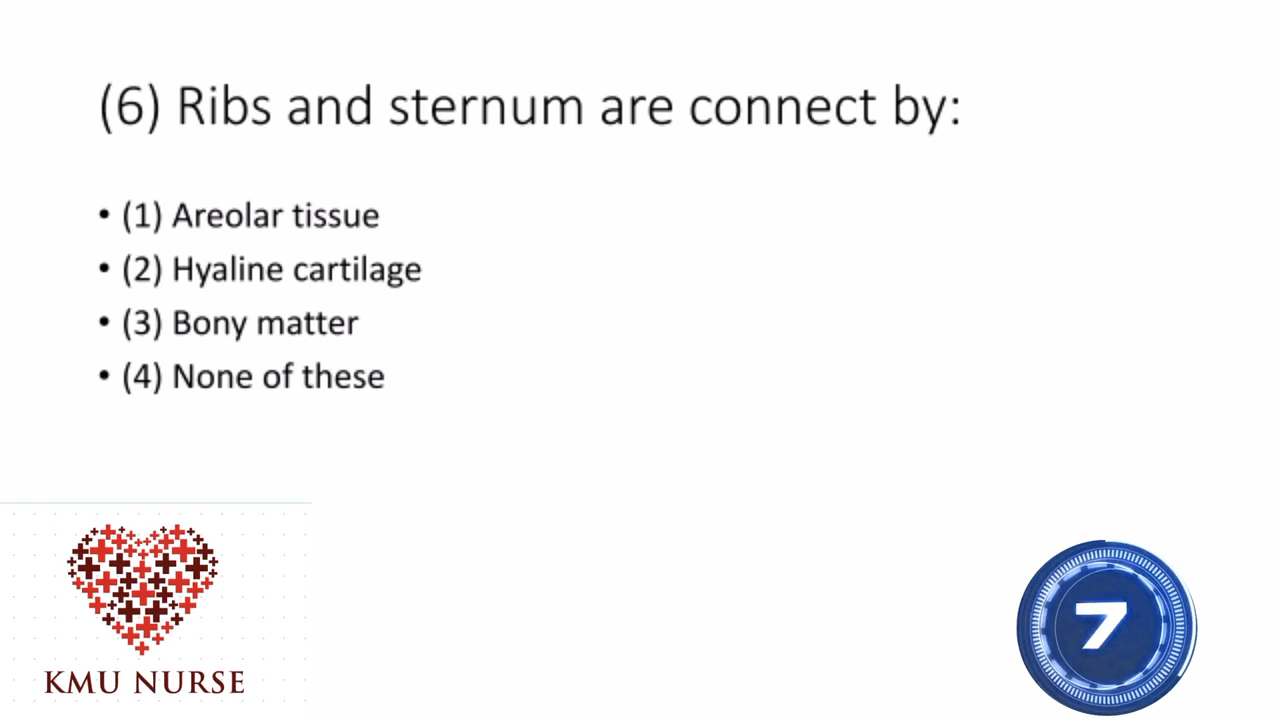 (6) Ribs and sternum are connect by:
• (1) Areolar tissue
• (2) Hyaline cartilage
• (3) Bony matter
• (4) None of these
KMU NURSE
7